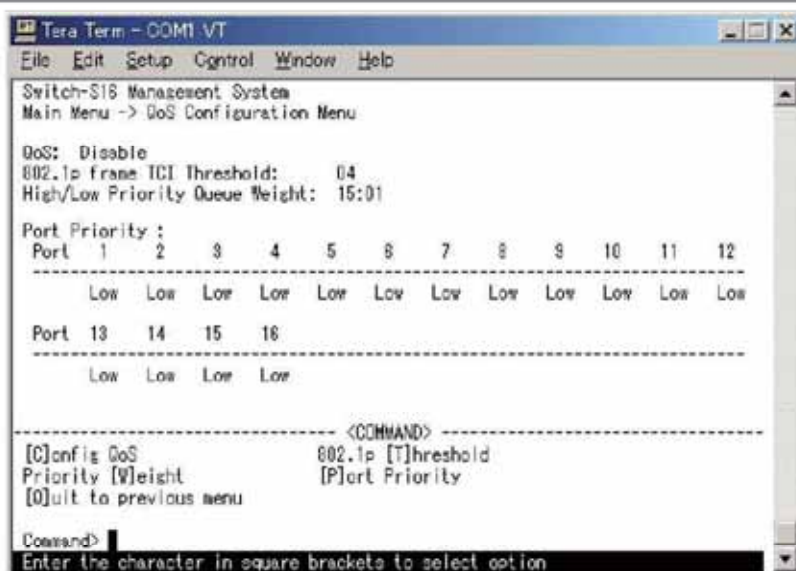 Tera Term - COM1 VT
File Edit Setup Control Window Help
Switch-S16 Management System
Main Menu -> QoS Configuration Menu
QoS: Disable
802.1p frame TCI Threshold: 04
High/Low Priority Queue Weight: 15:01
Port Priority :
Port 1 2 3 4 5 6 7 8 9 10 11 12
Low Low Low Low Low Low Low Low Low Low Low Low
Port 13 14 15 16
Low Low Low Low
<COMMAND>
[C]onfig QoS 802.1p [T]hreshold
Priority [W]eight [P]ort Priority
[Q]uit to previous menu
Command>
Enter the character in square brackets to select option